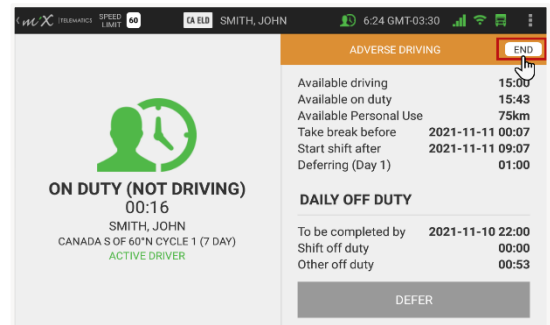 mX TELEMATICS SPEED LIMIT 60 CA ELD SMITH, JOHN 6:24 GMT-03:30
ADVERSE DRIVING END
Available driving 15:00
Available on duty 15:43
Available Personal Use 75km
Take break before 2021-11-11 00:07
Start shift after 2021-11-11 09:07
Deferring (Day 1) 01:00
DAILY OFF DUTY
To be completed by 2021-11-10 22:00
Shift off duty 00:00
Other off duty 00:53
DEFER
ON DUTY (NOT DRIVING)
00:16
SMITH, JOHN
CANADA S OF 60°N CYCLE 1 (7 DAY)
ACTIVE DRIVER